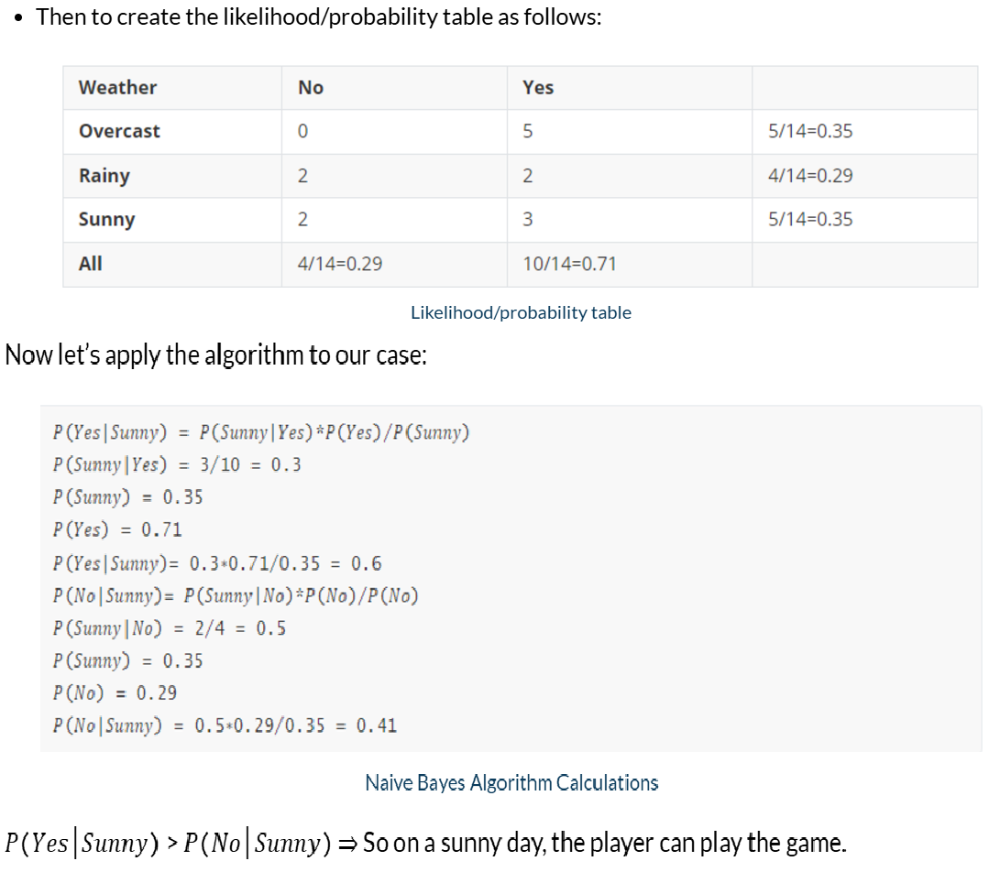 • Then to create the likelihood/probability table as follows:
Weather No Yes
Overcast 0 5 5/14=0.35
Rainy 2 2 4/14=0.29
Sunny 2 3 5/14=0.35
All 4/14=0.29 10/14=0.71
Likelihood/probability table
Now let's apply the algorithm to our case:
P(Yes|Sunny) = P(Sunny|Yes)*P(Yes)/P(Sunny)
P(Sunny|Yes) = 3/10 = 0.3
P(Sunny) = 0.35
P(Yes) = 0.71
P(Yes|Sunny)= 0.3*0.71/0.35 = 0.6
P(No|Sunny)= P(Sunny|No)*P(No)/P(No)
P(Sunny|No) = 2/4 = 0.5
P(Sunny) = 0.35
P(No) = 0.29
P(No|Sunny) = 0.5*0.29/0.35 = 0.41
Naive Bayes Algorithm Calculations
P(Yes|Sunny) > P(No|Sunny) ⇒ So on a sunny day, the player can play the game.